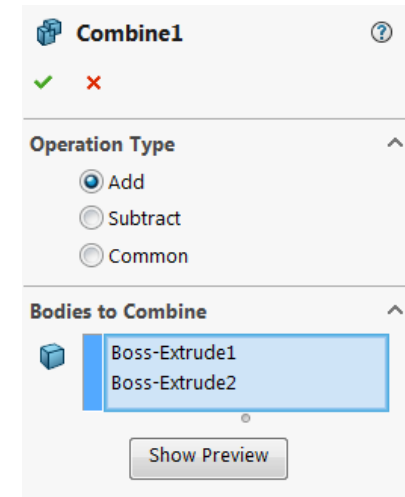 Combine1
Operation Type
Add
Subtract
Common
Bodies to Combine
Boss-Extrude1
Boss-Extrude2
Show Preview